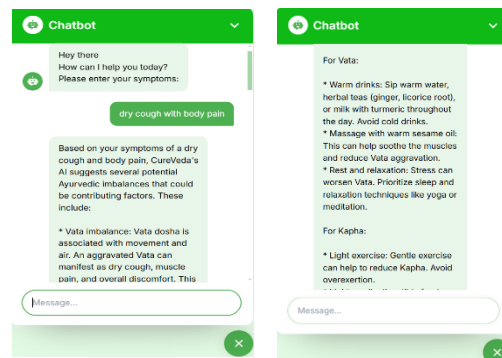 Chatbot
Hey there
How can I help you today?
Please enter your symptoms:
dry cough with body pain
Based on your symptoms of a dry
cough and body pain, CureVeda's
AI suggests several potential
Ayurvedic imbalances that could
be contributing factors. These
include:
* Vata imbalance: Vata dosha is
associated with movement and
air. An aggravated Vata can
manifest as dry cough, muscle
pain, and overall discomfort. This
Message...
Chatbot
For Vata:
* Warm drinks: Sip warm water,
herbal teas (ginger, licorice root),
or milk with turmeric throughout
the day. Avoid cold drinks.
* Massage with warm sesame oil:
This can help soothe the muscles
and reduce Vata aggravation.
* Rest and relaxation: Stress can
worsen Vata. Prioritize sleep and
relaxation techniques like yoga or
meditation.
For Kapha:
* Light exercise: Gentle exercise
can help to reduce Kapha. Avoid
overexertion.
Message...